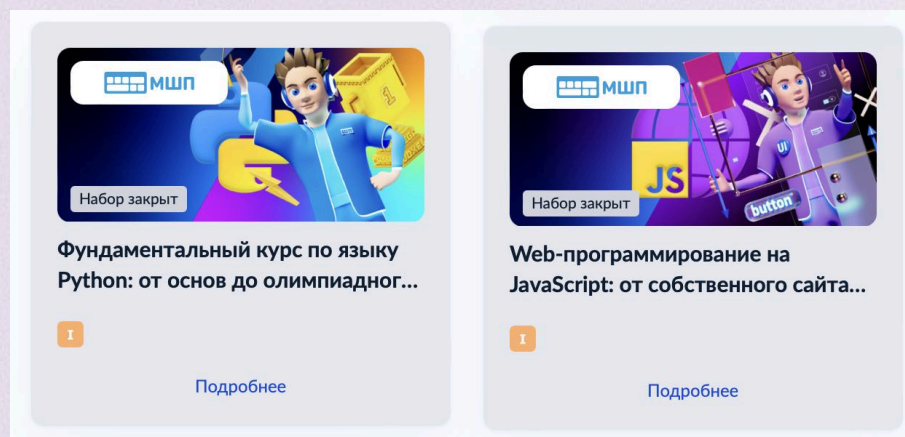 МШП
Набор закрыт
Фундаментальный курс по языку
Python: от основ до олимпиадног...
I
Подробнее
МШП
JS
UI
button
Набор закрыт
Web-программирование на
JavaScript: от собственного сайта...
I
Подробнее